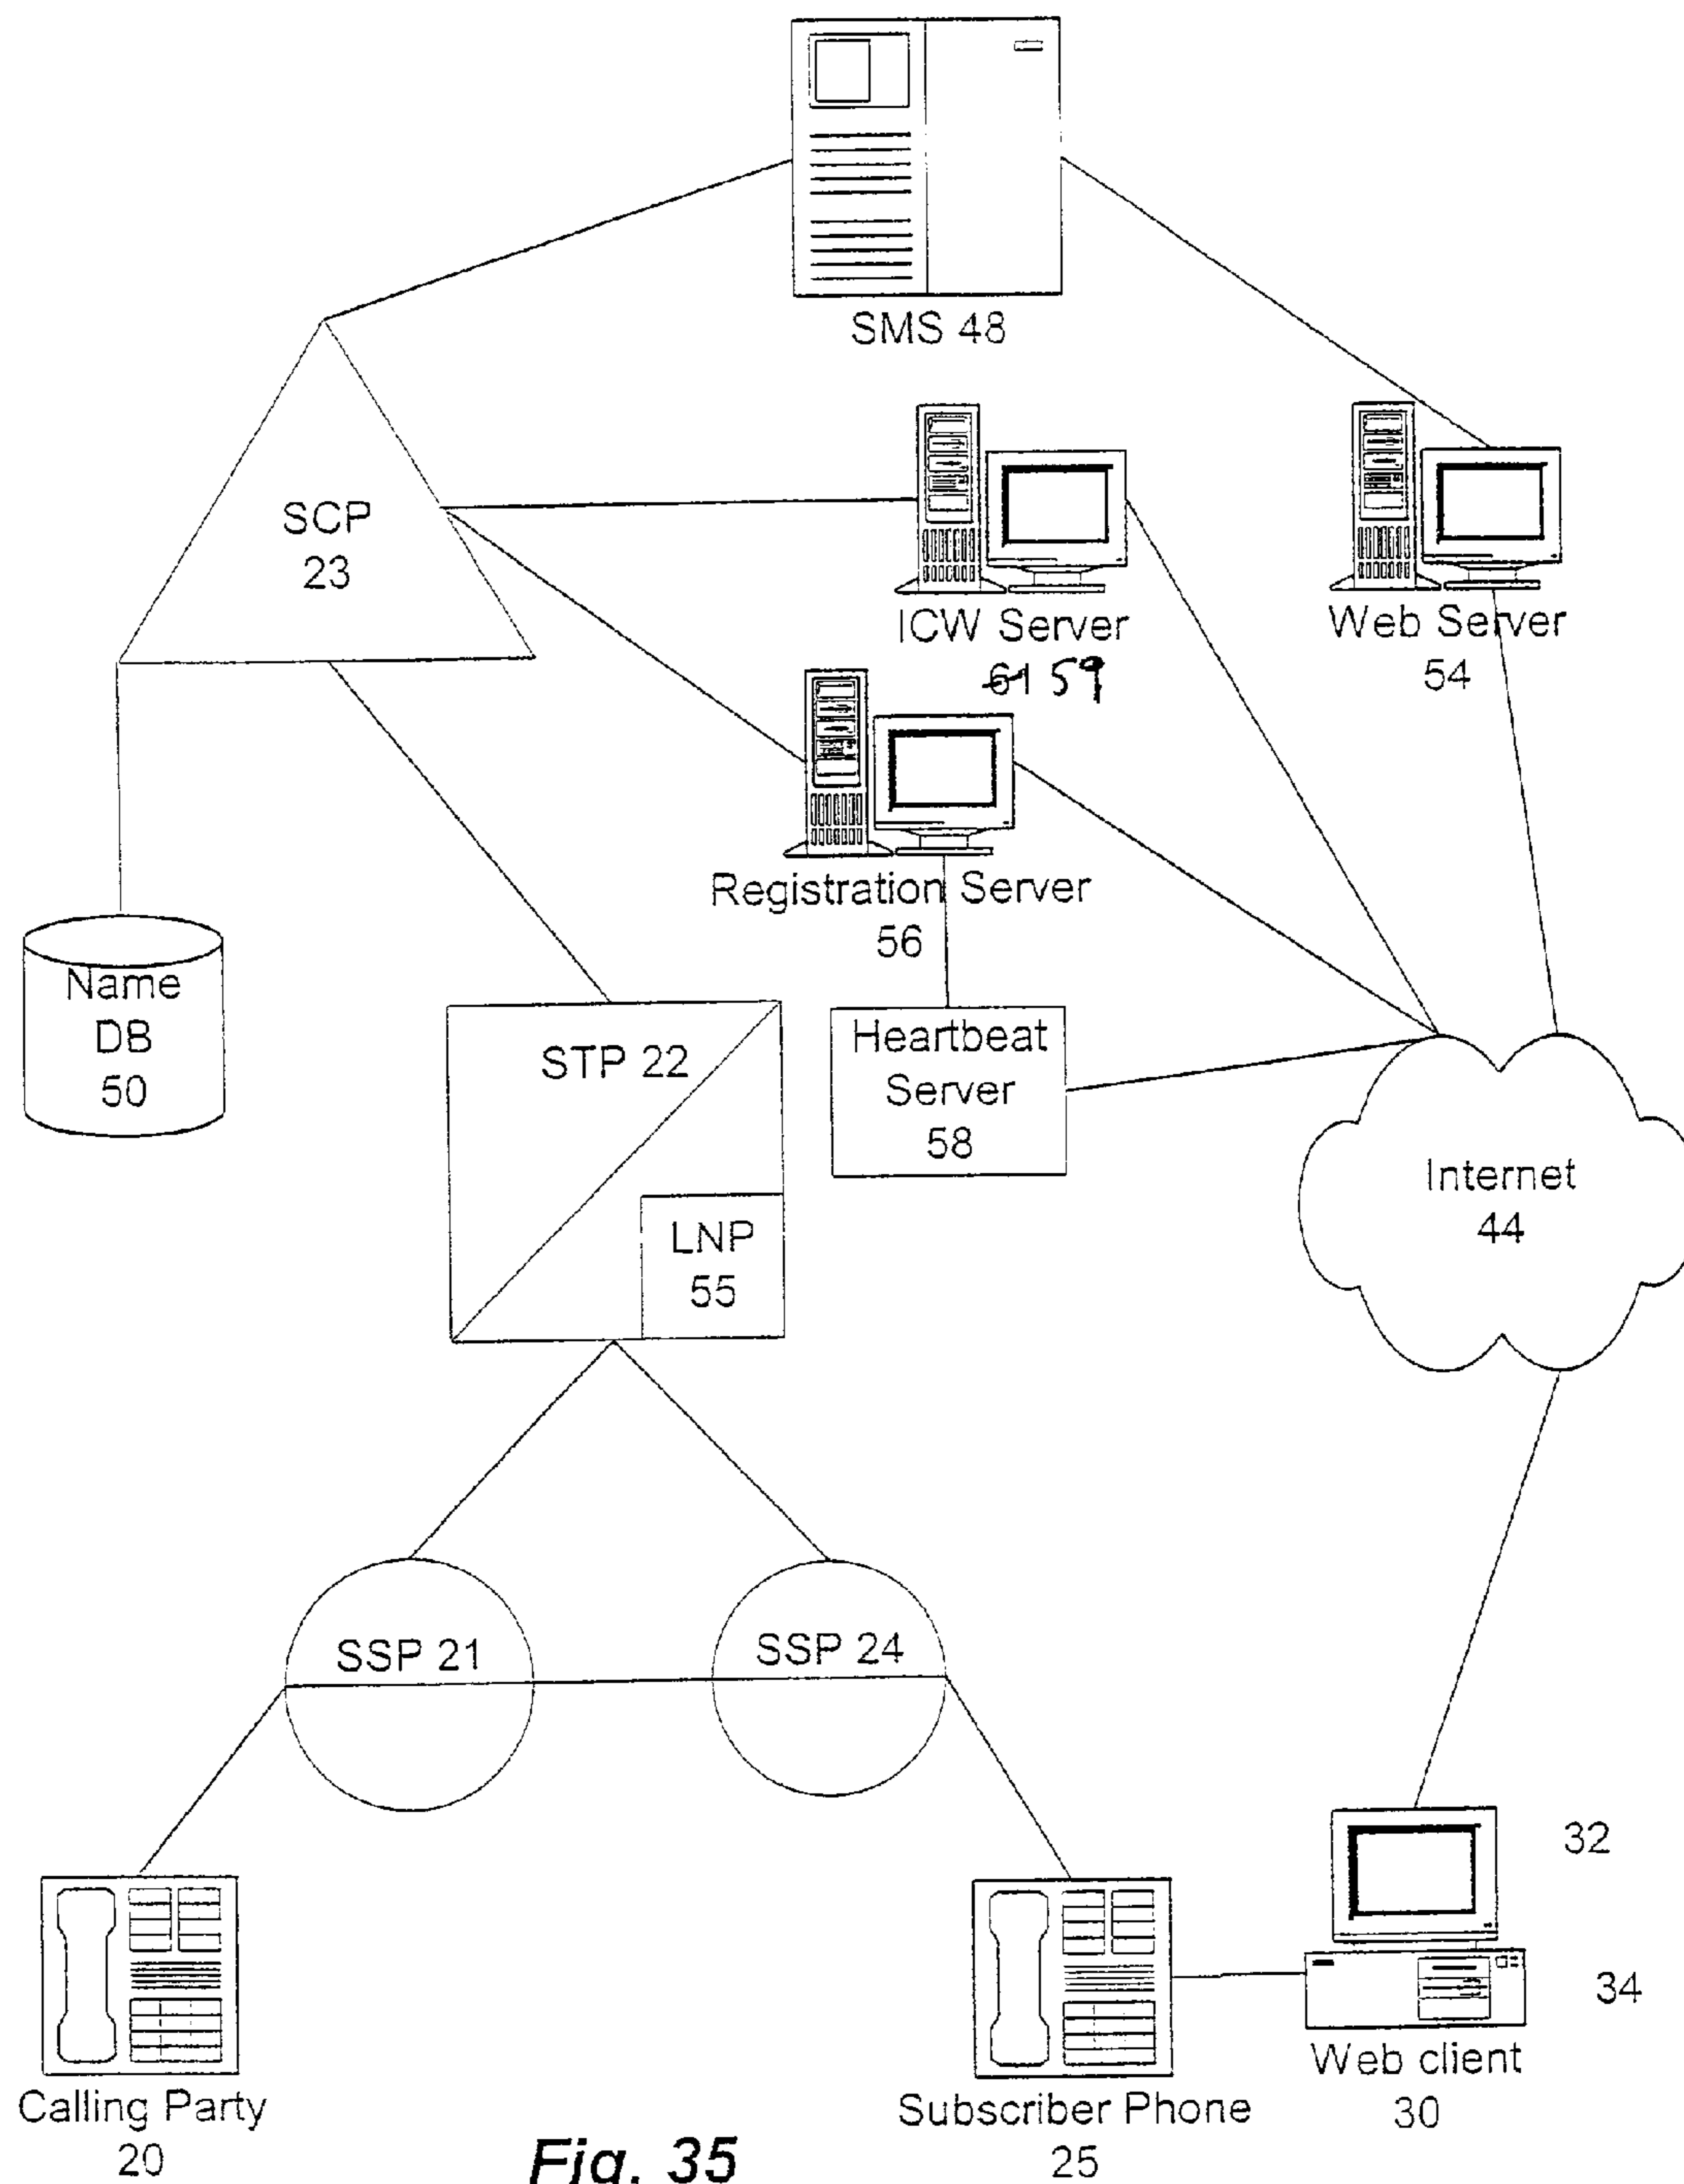 SMS 48
SCP
23
ICW Server
61 59
Web Server
54
Registration Server
56
Name
DB
50
STP 22
Heartbeat
Server
58
LNP
55
Internet
44
SSP 21
SSP 24
32
34
Web client
30
Calling Party
20
Subscriber Phone
25
Fig. 35